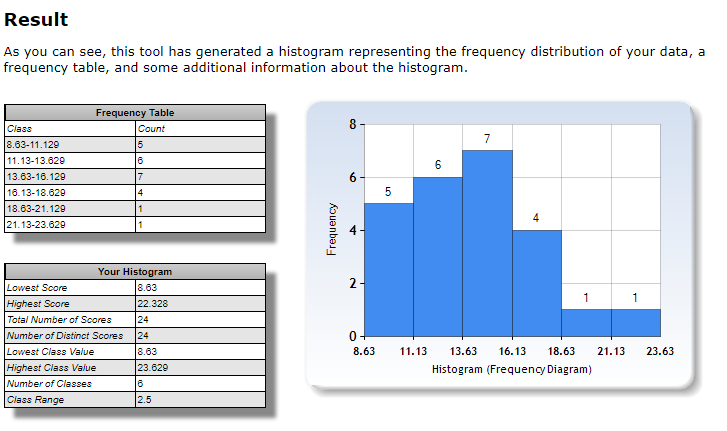 Result
As you can see, this tool has generated a histogram representing the frequency distribution of your data, a
frequency table, and some additional information about the histogram.
Frequency Table
Class Count
8.63-11.129 5
11.13-13.629 6
13.63-16.129 7
16.13-18.629 4
18.63-21.129 1
21.13-23.629 1
Your Histogram
Lowest Score 8.63
Highest Score 22.328
Total Number of Scores 24
Number of Distinct Scores 24
Lowest Class Value 8.63
Highest Class Value 23.629
Number of Classes 6
Class Range 2.5
8
7
6
6
5
4
4
Frequency
2
1 1
0
8.63 11.13 13.63 16.13 18.63 21.13 23.63
Histogram (Frequency Diagram)